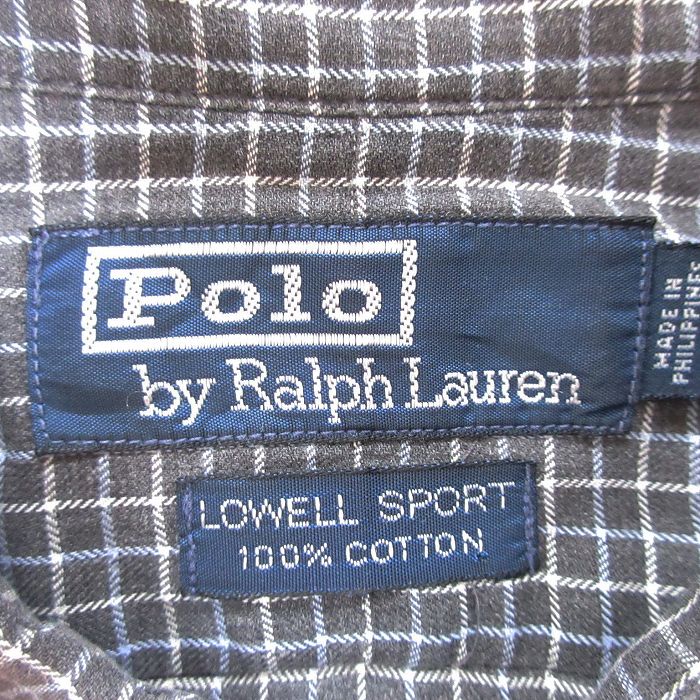 Polo
by Ralph Lauren
MADE IN
PHILIPPINES
LOWELL SPORT
100% COTTON